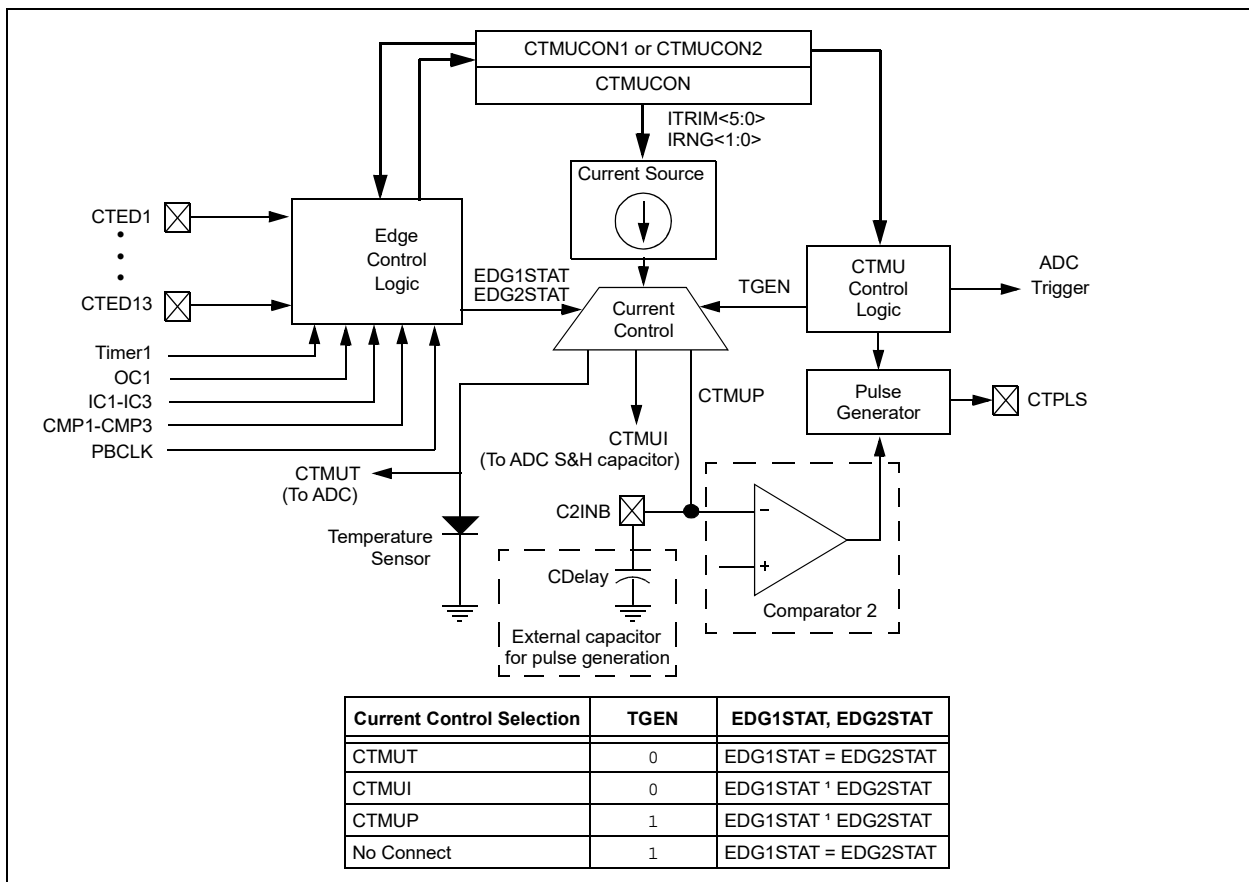 CTMUCON1 or CTMUCON2
CTMUCON
ITRIM<5:0>
IRNG<1:0>
Current Source
CTED1
CTED13
Edge
Control
Logic
EDG1STAT
EDG2STAT
Current
Control
TGEN
CTMU
Control
Logic
ADC
Trigger
Timer1
OC1
IC1-IC3
CMP1-CMP3
PBCLK
CTMUP
Pulse
Generator
CTPLS
CTMUT
(To ADC)
CTMUI
(To ADC S&H capacitor)
C2INB
Temperature
Sensor
CDelay
–
+
Comparator 2
External capacitor
for pulse generation
Current Control Selection TGEN EDG1STAT, EDG2STAT
CTMUT 0 EDG1STAT = EDG2STAT
CTMUI 0 EDG1STAT ¹ EDG2STAT
CTMUP 1 EDG1STAT ¹ EDG2STAT
No Connect 1 EDG1STAT = EDG2STAT